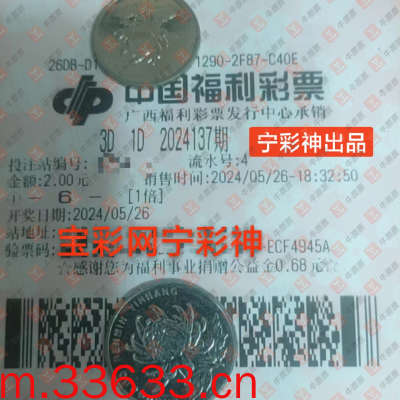 26DB-D1
1290-2F87-C40E
中国福利彩票
广西福利彩票发行中心承销
3D 1D 2024137期
宁彩神出品
投注站编号:
流水号:4
金额:2.00元
销售时间:2024/05/26-18:32:50
- 6 - [1倍]
开奖日期:2024/05/26
站地址:
宝彩网宁彩神
验票码:
ECF4945A
☆感谢您为福利事业捐赠公益金0.68元☆
m.33633.cn